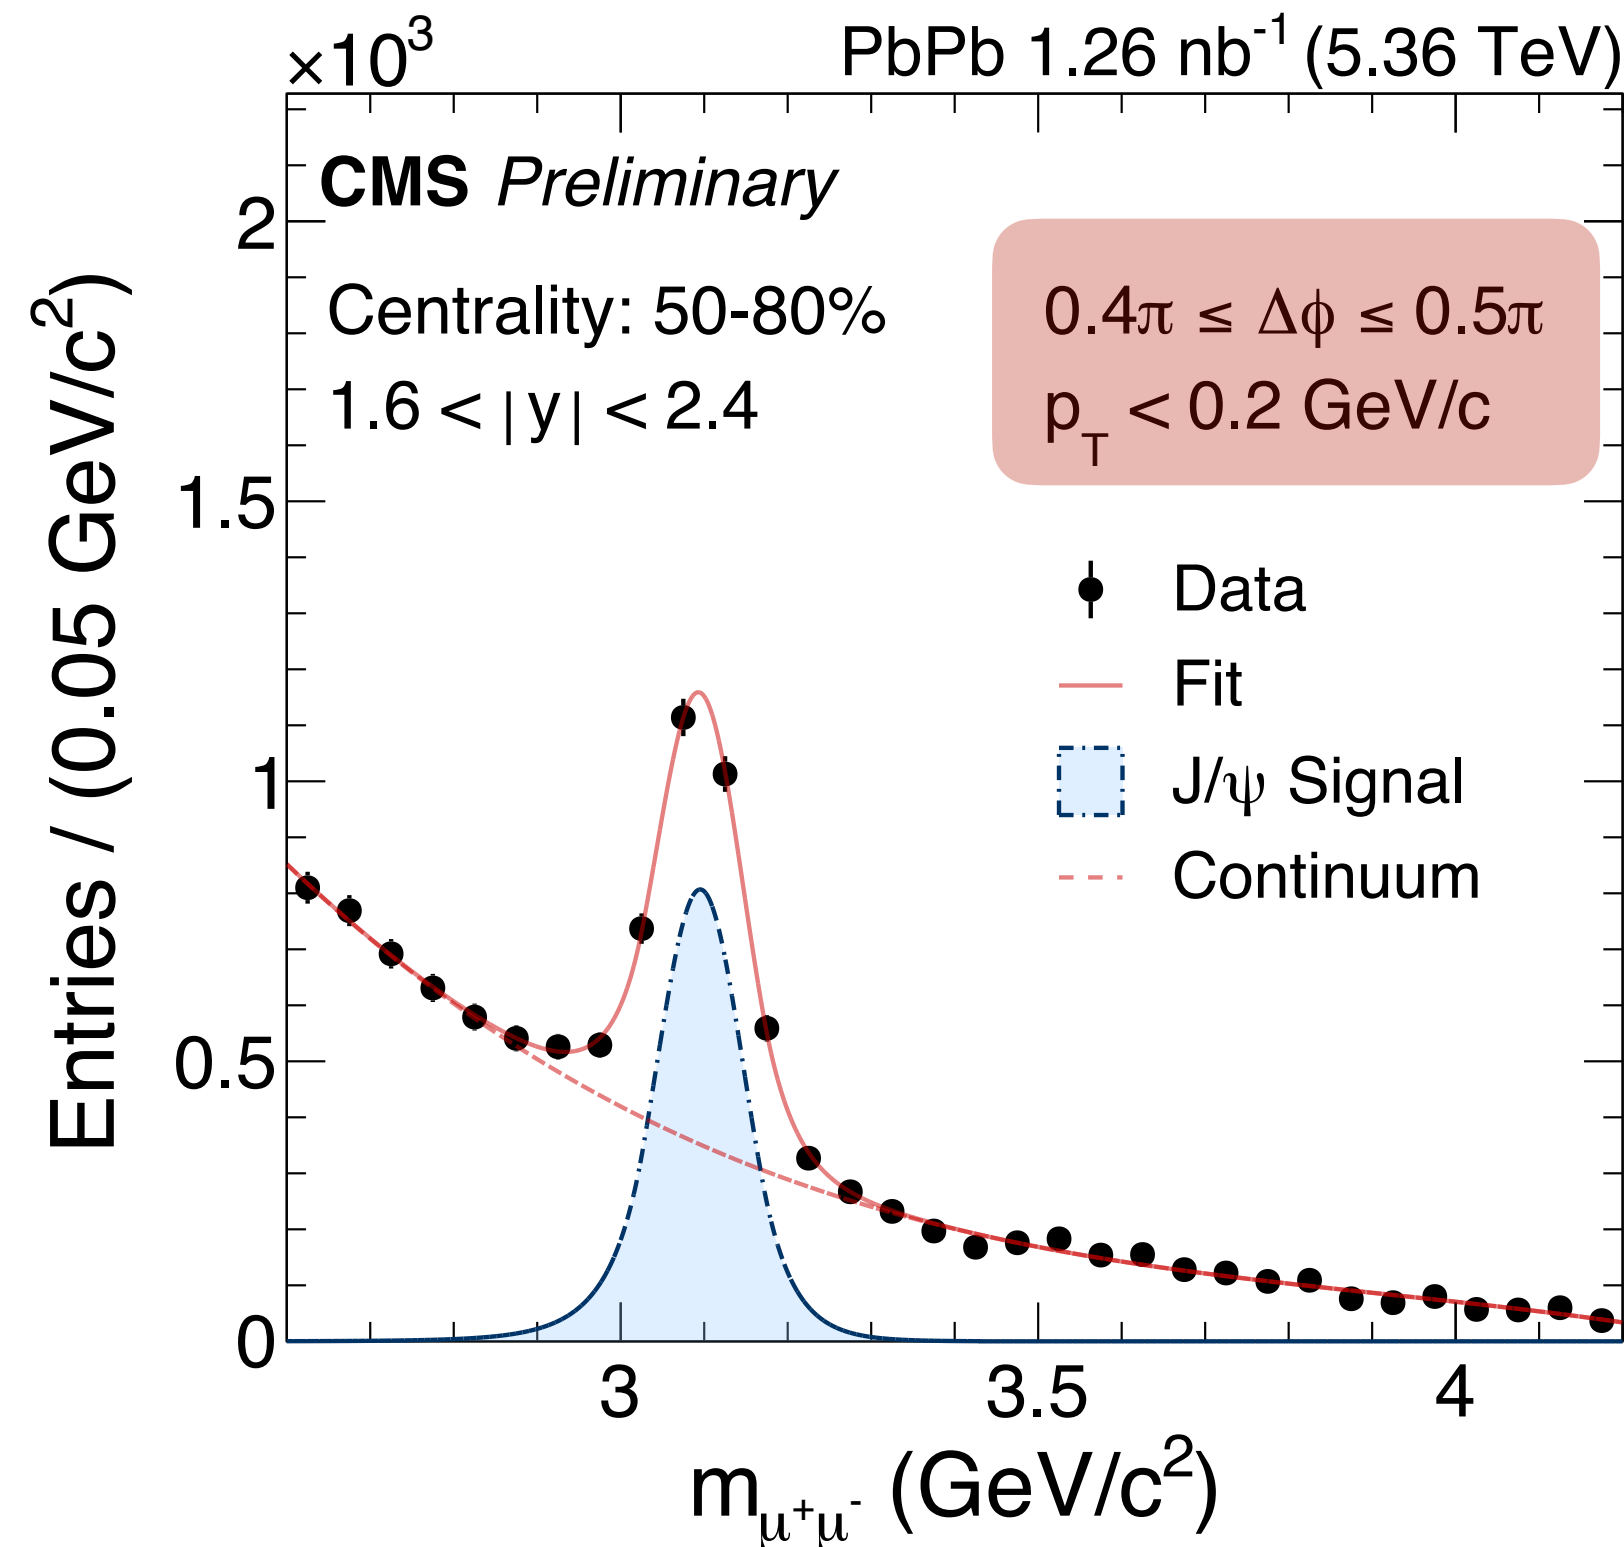 ×10³
PbPb 1.26 nb⁻¹ (5.36 TeV)
CMS Preliminary
Centrality: 50-80%
1.6 < |y| < 2.4
0.4π ≤ Δϕ ≤ 0.5π
p_T < 0.2 GeV/c
Data
Fit
J/ψ Signal
Continuum
Entries / (0.05 GeV/c²)
2
1.5
1
0.5
0
3 3.5 4
m_μ⁺μ⁻ (GeV/c²)